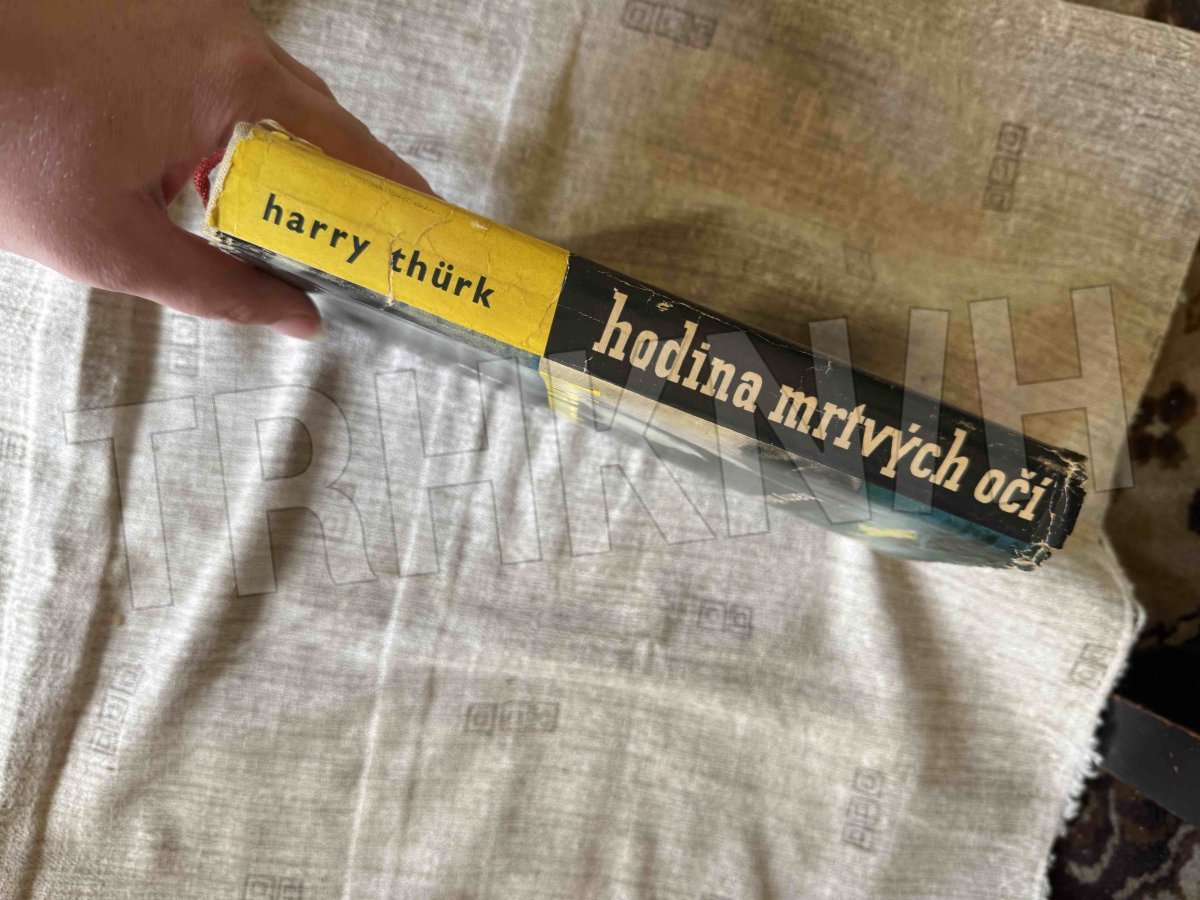 harry thürk
hodina mrtvých očí
TRHKNIH